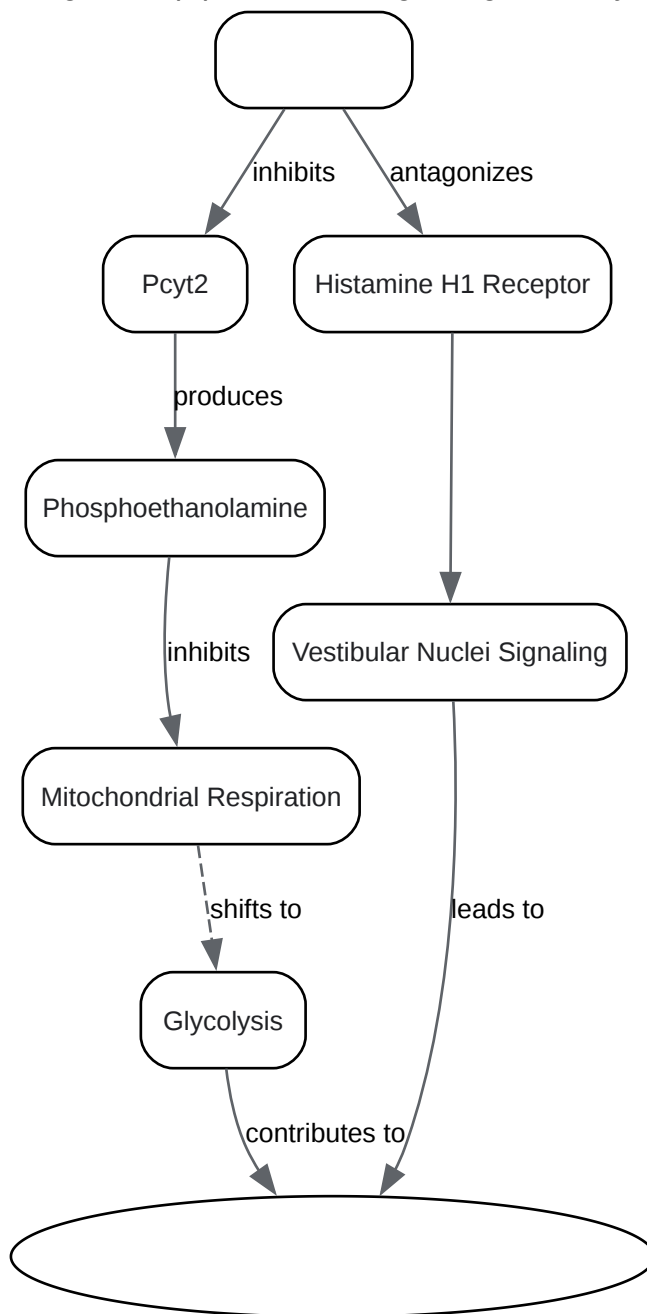 inhibits
antagonizes
Pcyt2
Histamine H1 Receptor
produces
Phosphoethanolamine
inhibits
Vestibular Nuclei Signaling
Mitochondrial Respiration
shifts to
leads to
Glycolysis
contributes to